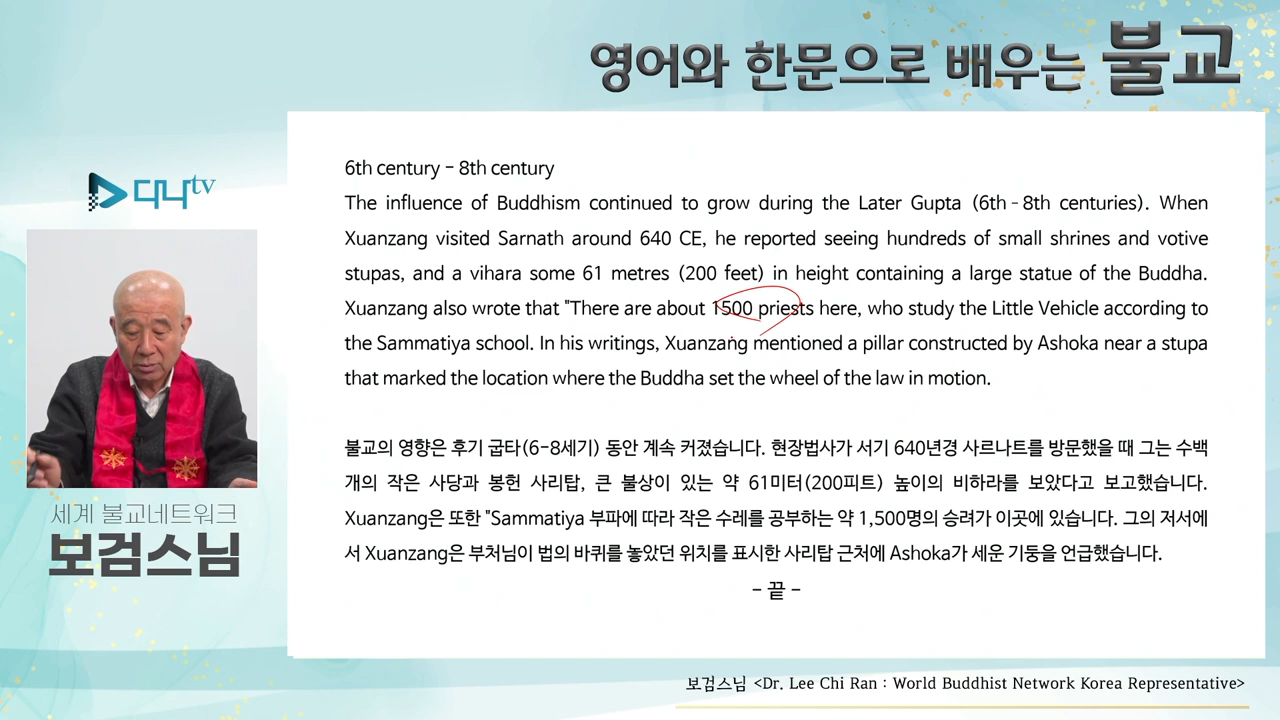 영어와 한문으로 배우는 불교
디나tv
6th century – 8th century
The influence of Buddhism continued to grow during the Later Gupta (6th–8th centuries). When
Xuanzang visited Sarnath around 640 CE, he reported seeing hundreds of small shrines and votive
stupas, and a vihara some 61 metres (200 feet) in height containing a large statue of the Buddha.
Xuanzang also wrote that "There are about 1500 priests here, who study the Little Vehicle according to
the Sammatiya school. In his writings, Xuanzang mentioned a pillar constructed by Ashoka near a stupa
that marked the location where the Buddha set the wheel of the law in motion.
불교의 영향은 후기 굽타(6-8세기) 동안 계속 커졌습니다. 현장법사가 서기 640년경 사르나트를 방문했을 때 그는 수백
개의 작은 사당과 봉헌 사리탑, 큰 불상이 있는 약 61미터(200피트) 높이의 비하라를 보았다고 보고했습니다.
Xuanzang은 또한 "Sammatiya 부파에 따라 작은 수레를 공부하는 약 1,500명의 승려가 이곳에 있습니다. 그의 저서에
서 Xuanzang은 부처님이 법의 바퀴를 놓았던 위치를 표시한 사리탑 근처에 Ashoka가 세운 기둥을 언급했습니다.
– 끝 –
세계 불교네트워크
보검스님
보검스님 <Dr. Lee Chi Ran : World Buddhist Network Korea Representative>